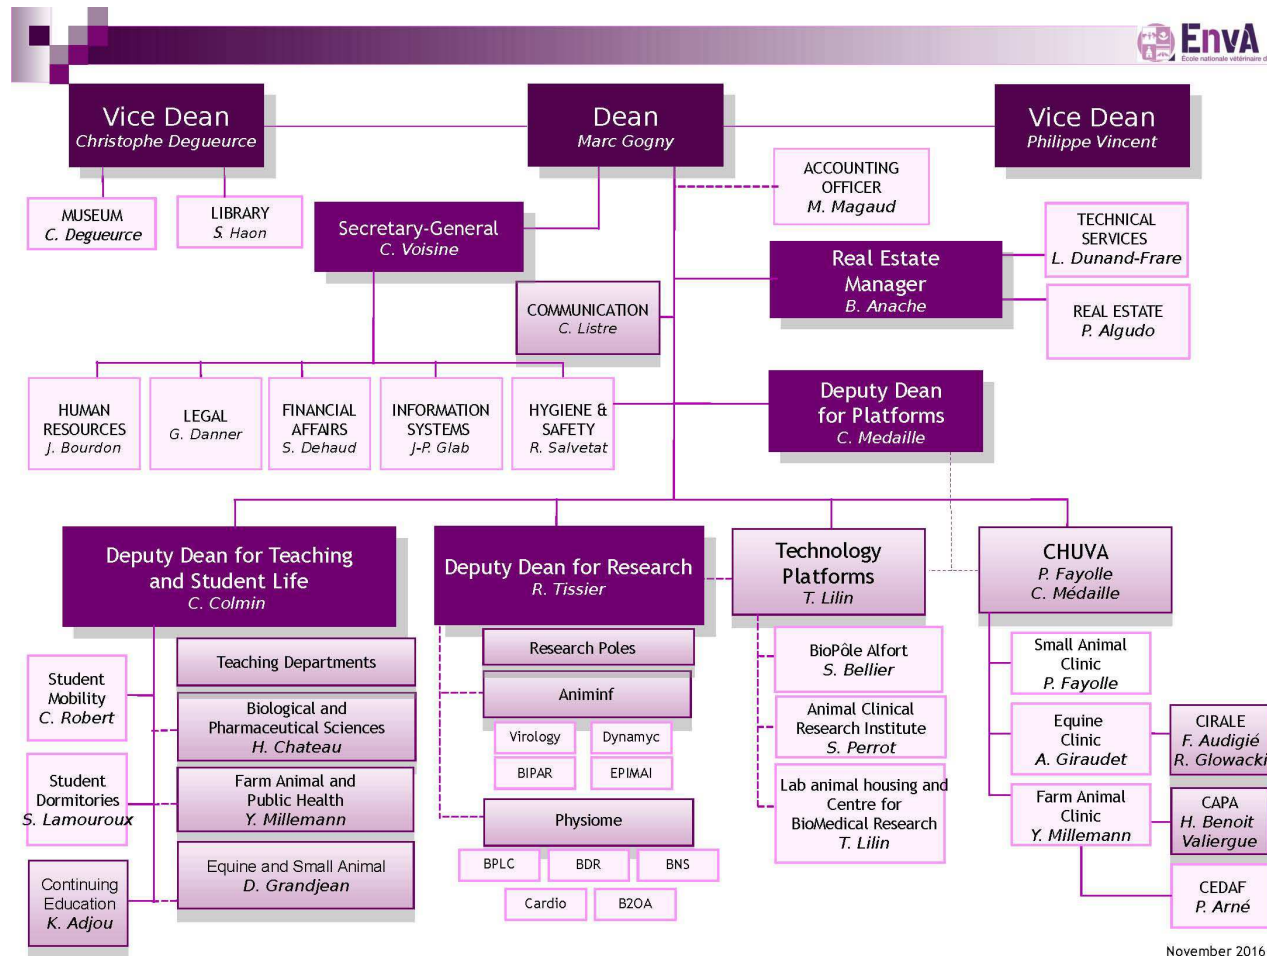 EnvA
Ecole nationale vétérinaire d
Vice Dean
Christophe Degueurce
Dean
Marc Gogny
Vice Dean
Philippe Vincent
MUSEUM
C. Degueurce
LIBRARY
S. Haon
Secretary-General
C. Voisine
ACCOUNTING
OFFICER
M. Magaud
Real Estate
Manager
B. Anache
TECHNICAL
SERVICES
L. Dunand-Frare
REAL ESTATE
P. Algudo
COMMUNICATION
C. Listre
HUMAN
RESOURCES
J. Bourdon
LEGAL
G. Danner
FINANCIAL
AFFAIRS
S. Dehaud
INFORMATION
SYSTEMS
J-P. Glab
HYGIENE &
SAFETY
R. Salvetat
Deputy Dean
for Platforms
C. Medaille
Deputy Dean for Teaching
and Student Life
C. Colmin
Deputy Dean for Research
R. Tissier
Technology
Platforms
T. Lilin
CHUVA
P. Fayolle
C. Médaille
Student
Mobility
C. Robert
Student
Dormitories
S. Lamouroux
Continuing
Education
K. Adjou
Teaching Departments
Biological and
Pharmaceutical Sciences
H. Chateau
Farm Animal and
Public Health
Y. Millemann
Equine and Small Animal
D. Grandjean
Research Poles
Animinf
Virology
Dynamyc
BIPAR
EPIMAI
Physiome
BPLC
BDR
BNS
Cardio
B2OA
BioPôle Alfort
S. Bellier
Animal Clinical
Research Institute
S. Perrot
Lab animal housing and
Centre for
BioMedical Research
T. Lilin
Small Animal
Clinic
P. Fayolle
Equine
Clinic
A. Giraudet
Farm Animal
Clinic
Y. Millemann
CIRALE
F. Audigié
R. Glowacki
CAPA
H. Benoit
Valiergue
CEDAF
P. Arné
November 2016